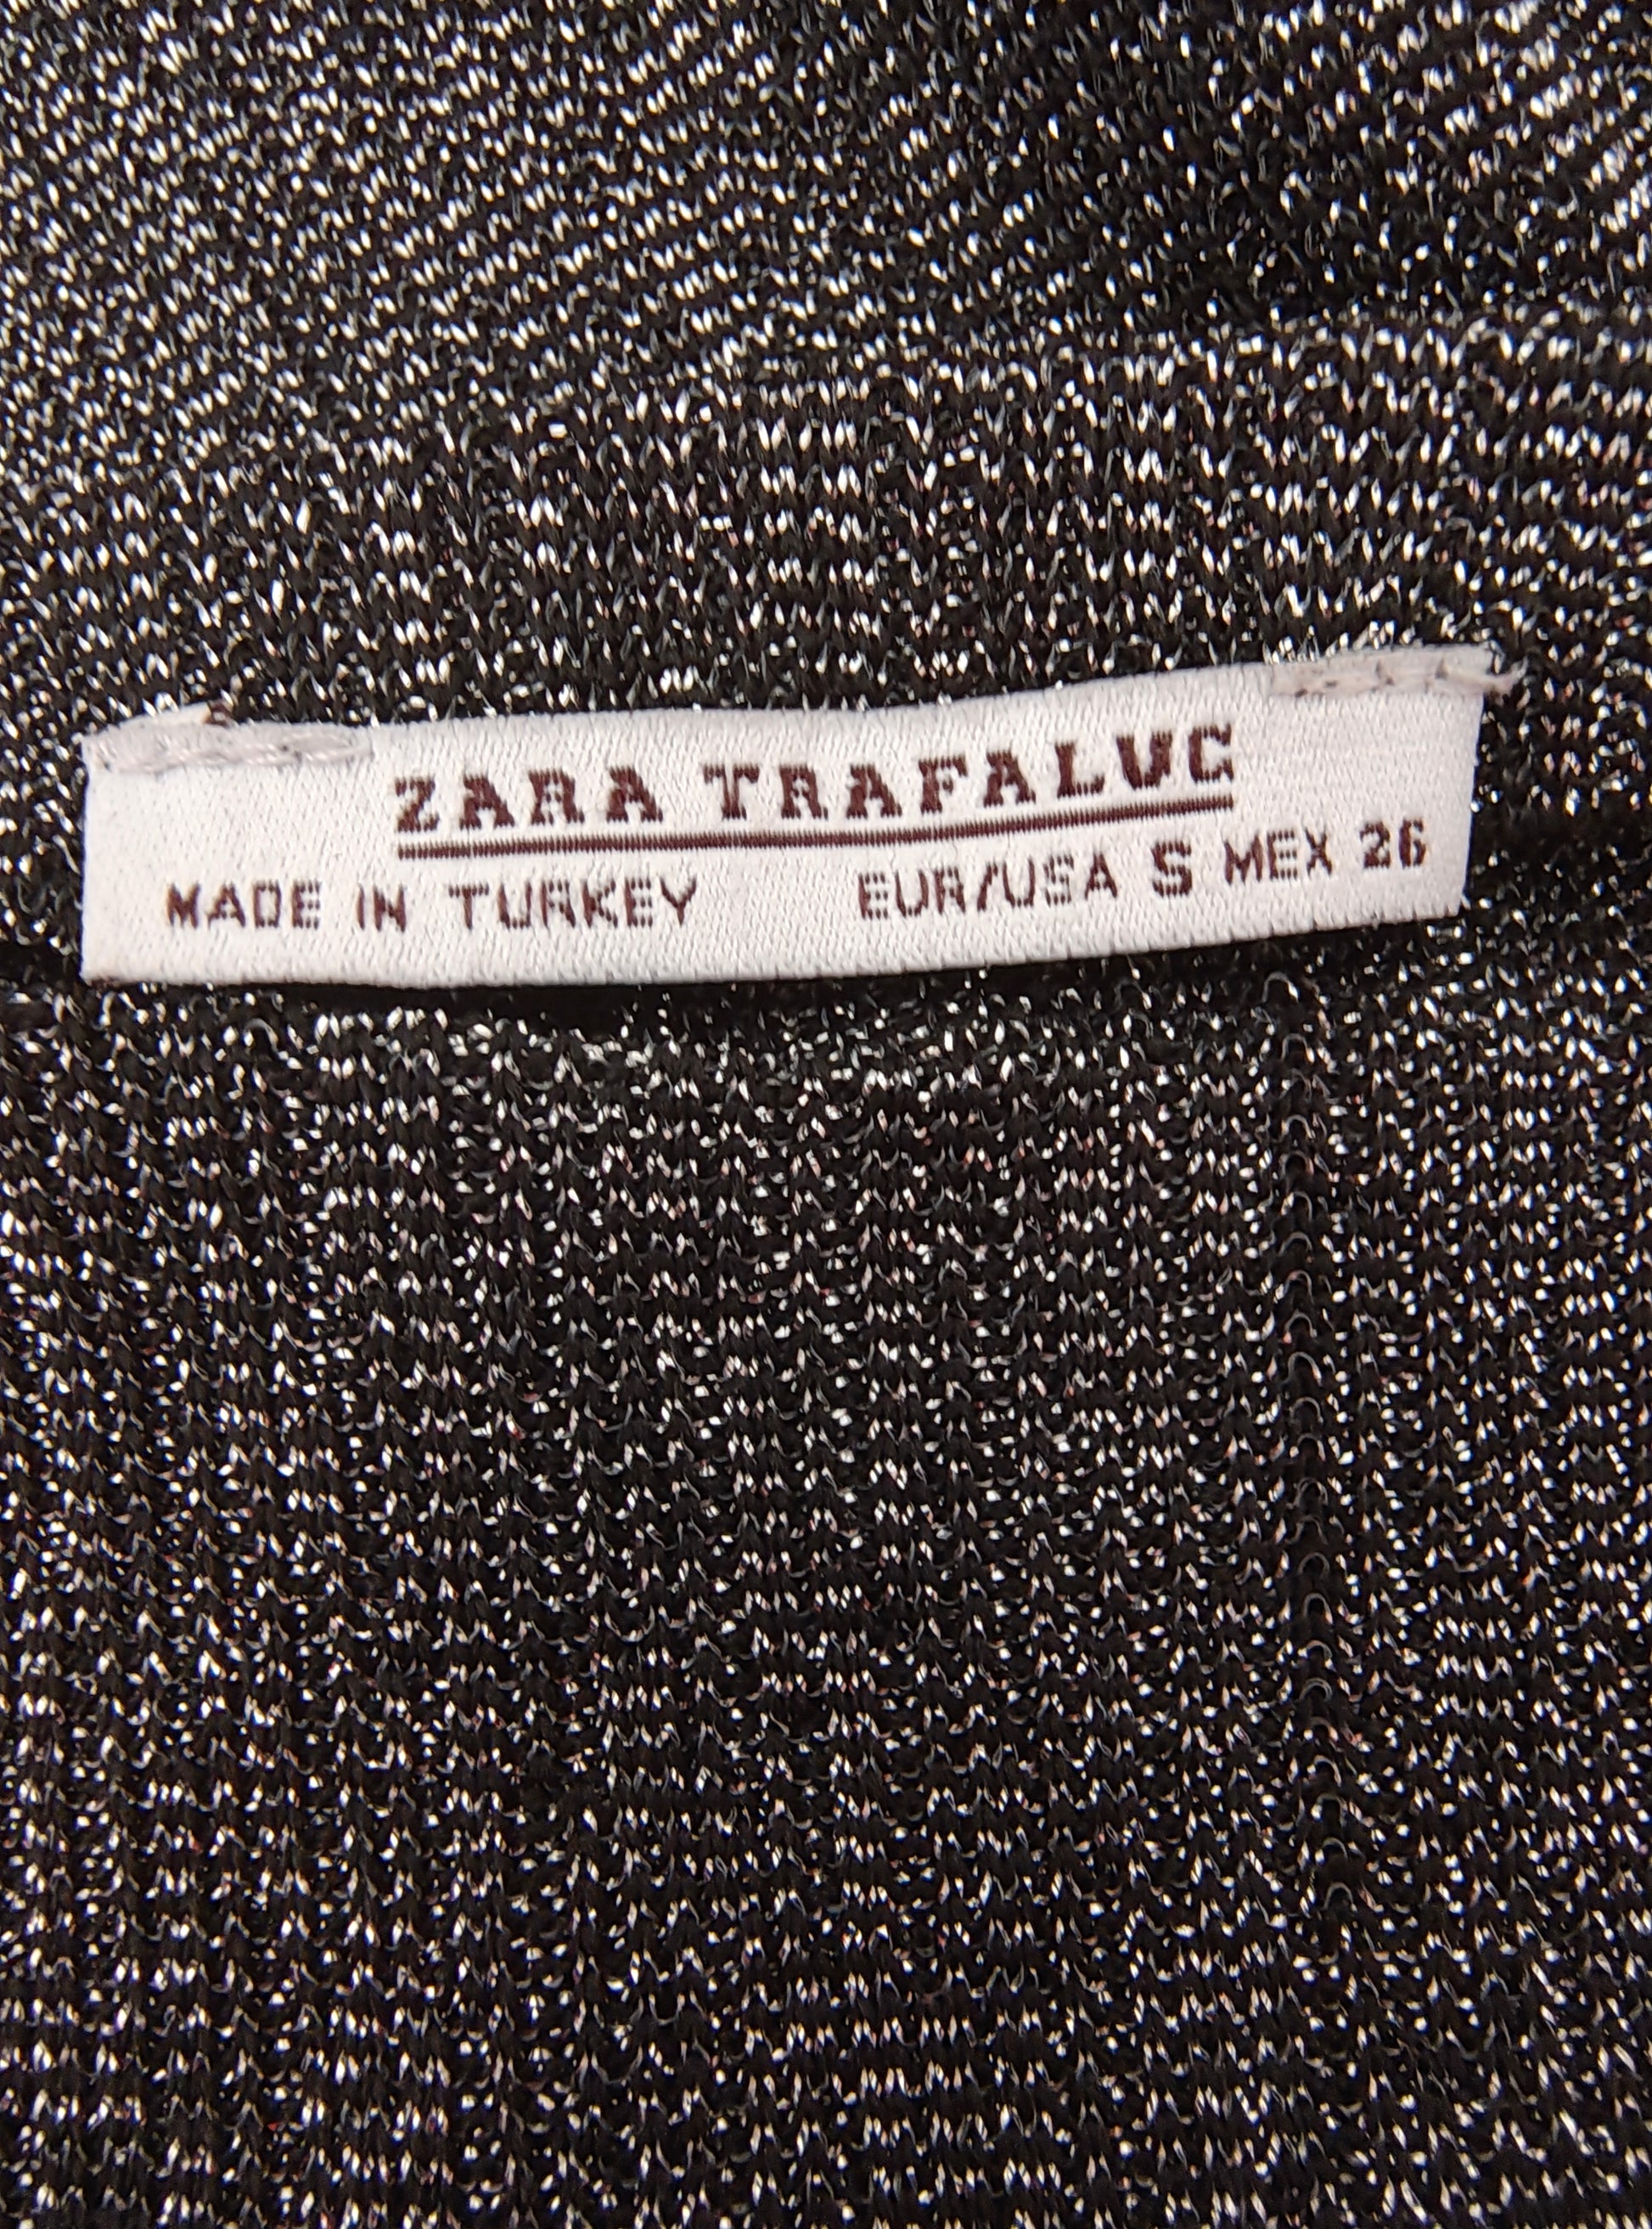 ZARA TRAFALUC
MADE IN TURKEY EUR/USA S MEX 26